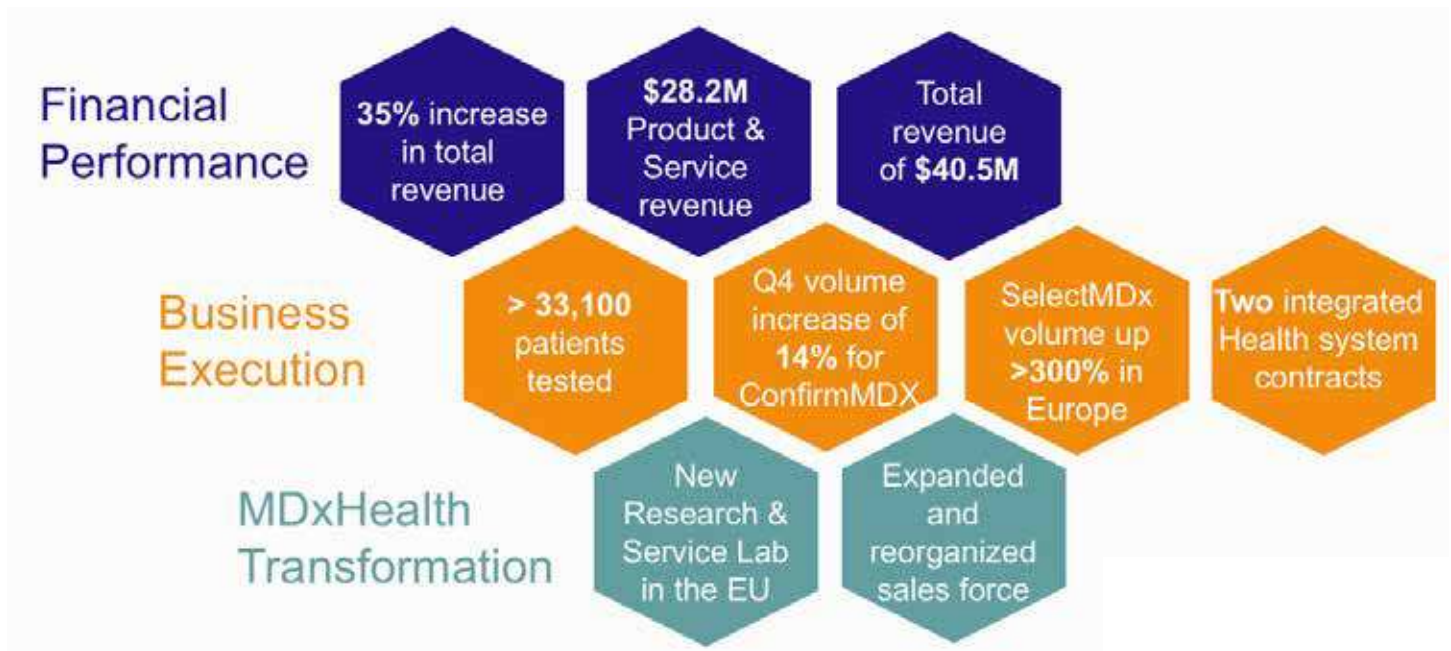 Financial
Performance
35% increase
in total
revenue
$28.2M
Product &
Service
revenue
Total
revenue
of $40.5M
Business
Execution
> 33,100
patients
tested
Q4 volume
increase of
14% for
ConfirmMDX
SelectMDx
volume up
>300% in
Europe
Two integrated
Health system
contracts
MDxHealth
Transformation
New
Research &
Service Lab
in the EU
Expanded
and
reorganized
sales force